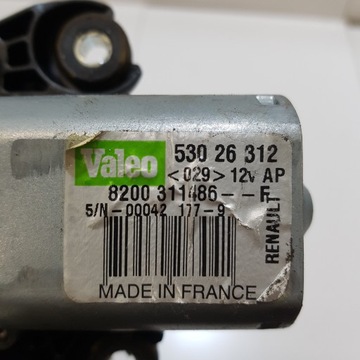 Valeo 530 26 312
<029> 12v AP
8200 311486--F
S/N-00042 177-9
RENAULT
MADE IN FRANCE